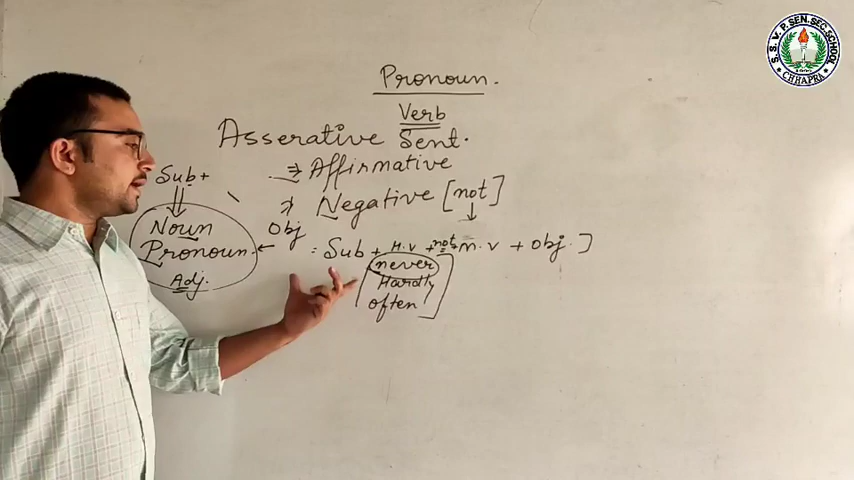 Pronoun.
Verb
Asserative Sent.
⇒ Affirmative
Negative [not]
Sub+
Noun
Pronoun.
Adj.
Obj
= Sub + H.V + not + m.v + Obj. ]
never
Hardly
often
S. S. V. P. SEN. SEC. SCHOOL
CHHAPRA